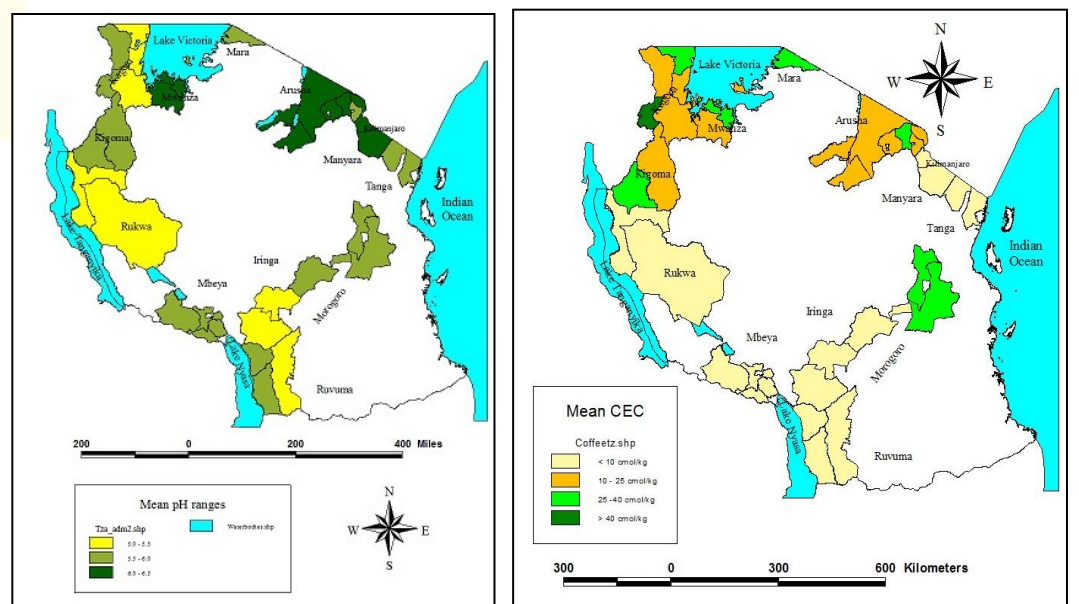 Lake Victoria
Mara
Mwanza
Arusha
Kilimanjaro
Kigoma
Manyara
Tanga
Indian
Ocean
Rukwa
Lake Tanganyika
Iringa
Mbeya
Morogoro
Lake Nyasa
Ruvuma
200 0 200 400 Miles
Mean pH ranges
Tza_adm2.shp
Waterbodies.shp
5.0 - 5.5
5.5 - 6.0
6.0 - 6.5
N
W E
S
N
W E
S
Lake Victoria
Mara
Mwanza
Arusha
Kilimanjaro
Kigoma
Manyara
Tanga
Indian
Ocean
Rukwa
Lake Tanganyika
Iringa
Mbeya
Morogoro
Lake Nyasa
Ruvuma
Mean CEC
Coffeetz.shp
< 10 cmol/kg
10 - 25 cmol/kg
25 - 40 cmol/kg
> 40 cmol/kg
300 0 300 600 Kilometers